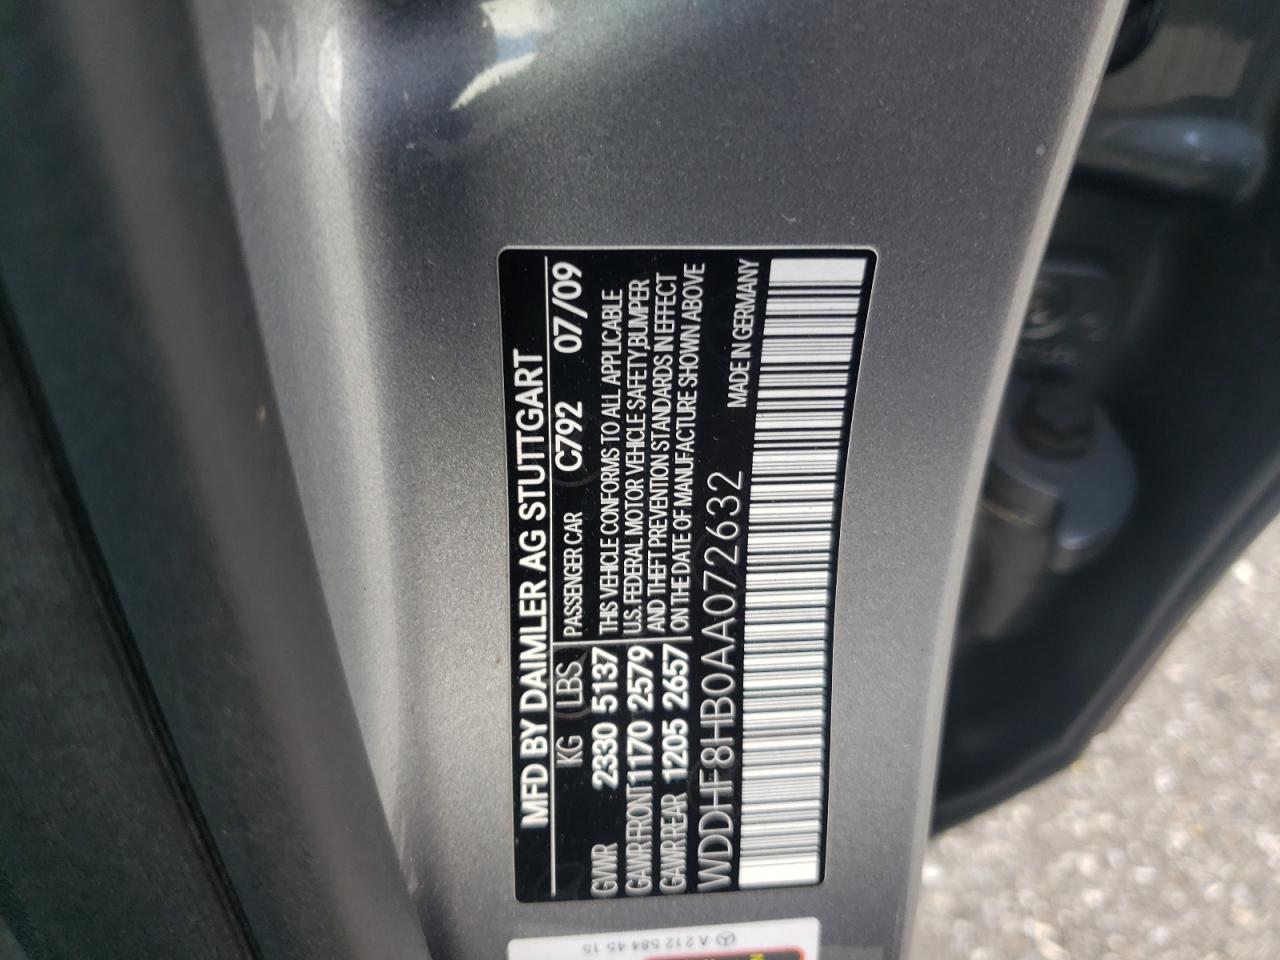 MFD BY DAIMLER AG STUTTGART
KG LBS PASSENGER CAR C792 07/09
GVWR 2330 5137 THIS VEHICLE CONFORMS TO ALL APPLICABLE
GAWR FRONT 1170 2579 U.S. FEDERAL MOTOR VEHICLE SAFETY,BUMPER
GAWR REAR 1205 2657 AND THEFT PREVENTION STANDARDS IN EFFECT
ON THE DATE OF MANUFACTURE SHOWN ABOVE
WDDHF8HB0AA072632 MADE IN GERMANY
A 212 584 45 15